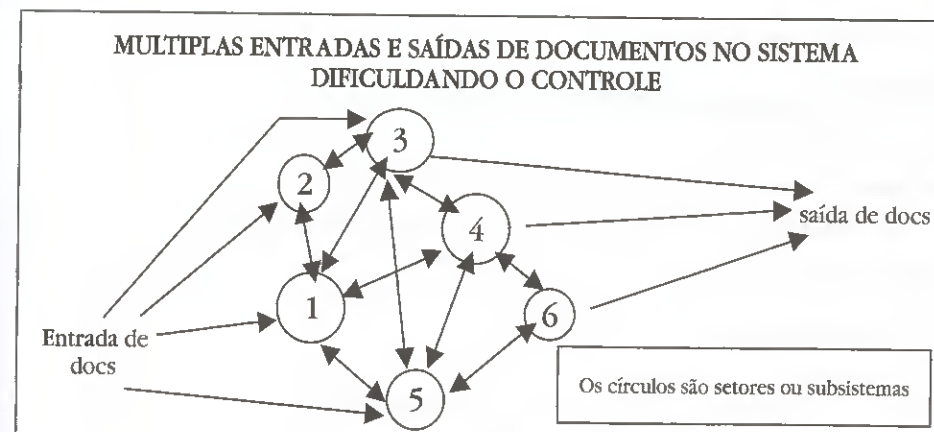 MULTIPLAS ENTRADAS E SAÍDAS DE DOCUMENTOS NO SISTEMA
DIFICULDANDO O CONTROLE
3
2
4
saída de docs
1
6
Entrada de
docs
5
Os círculos são setores ou subsistemas